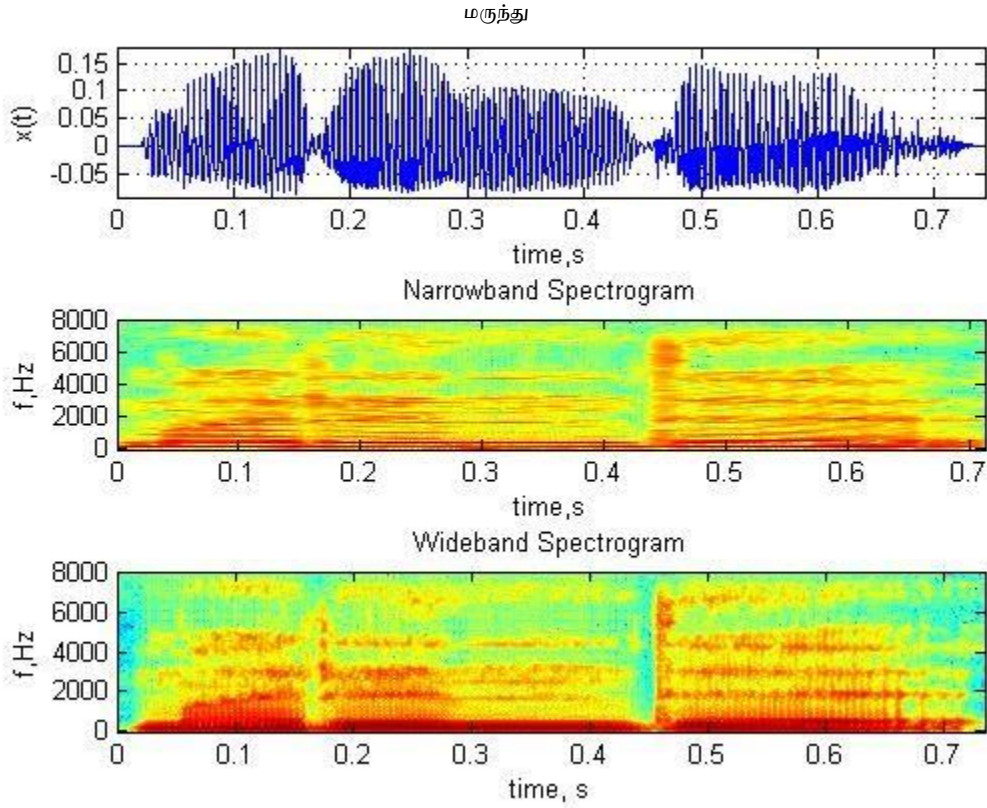 மருந்து
0.15
0.1
0.05
0
-0.05
x(t)
0 0.1 0.2 0.3 0.4 0.5 0.6 0.7
time,s
Narrowband Spectrogram
8000
6000
4000
2000
0
f,Hz
0 0.1 0.2 0.3 0.4 0.5 0.6 0.7
time,s
Wideband Spectrogram
8000
6000
4000
2000
0
f,Hz
0 0.1 0.2 0.3 0.4 0.5 0.6 0.7
time, s